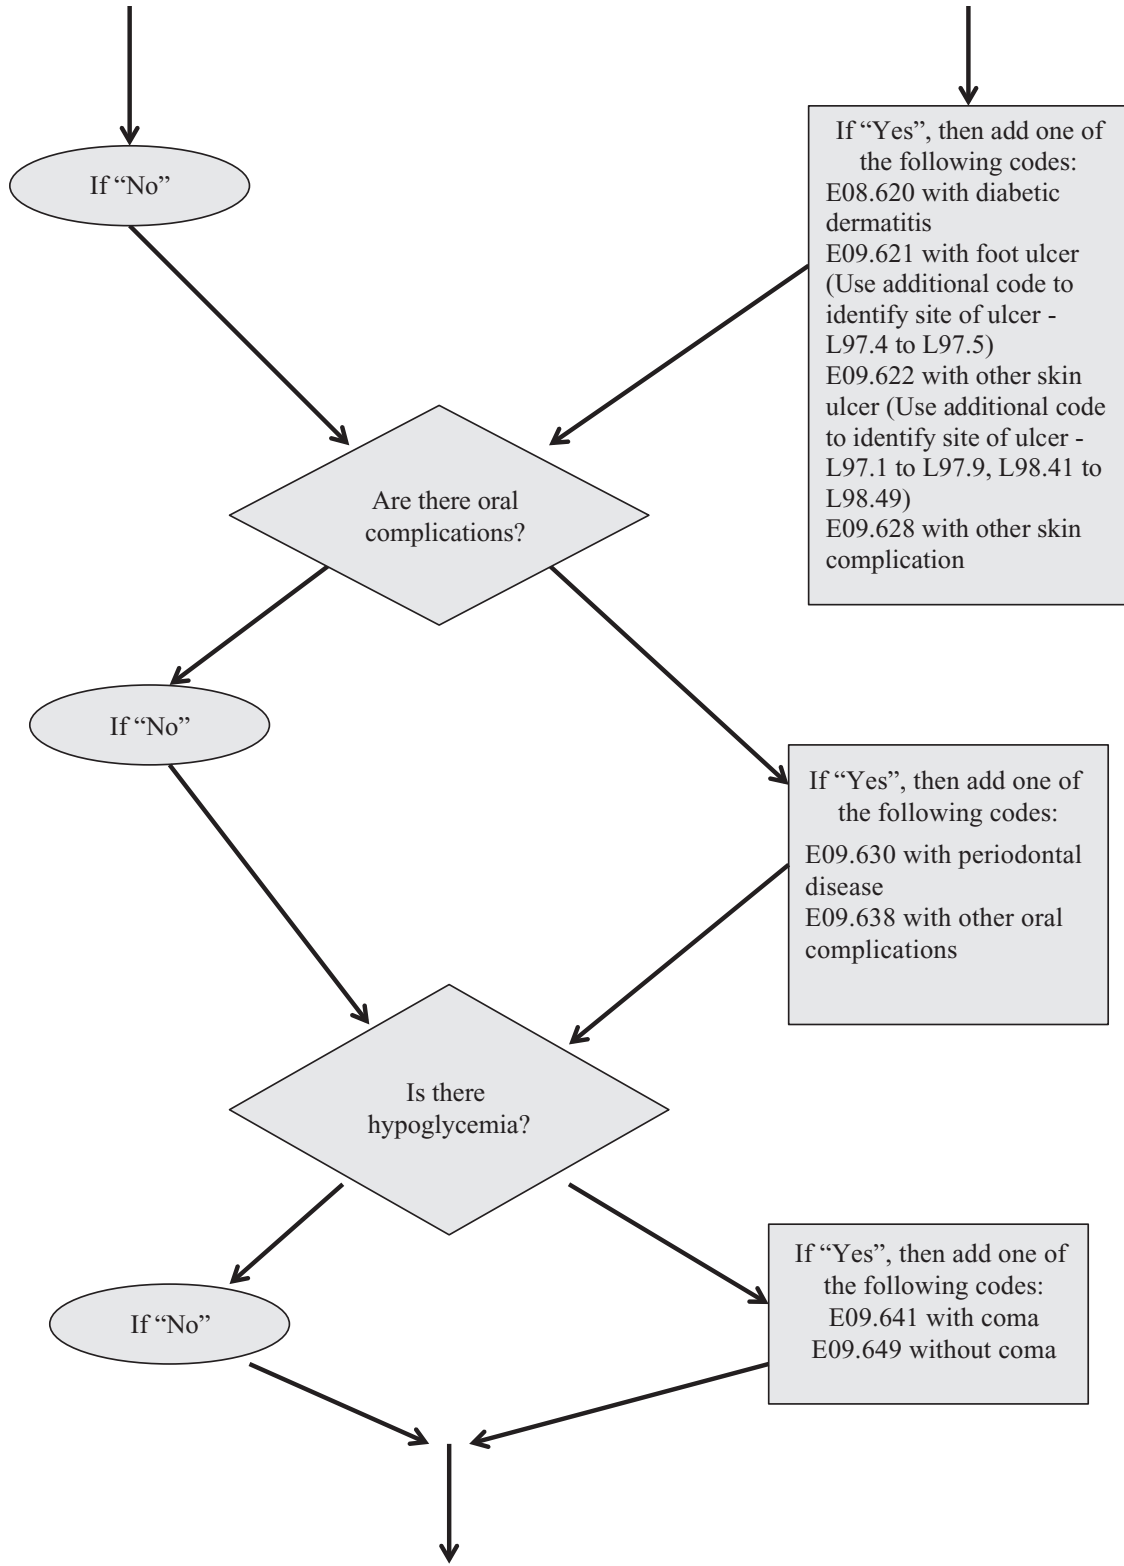 If “No”
If “Yes”, then add one of
the following codes:
E08.620 with diabetic
dermatitis
E09.621 with foot ulcer
(Use additional code to
identify site of ulcer -
L97.4 to L97.5)
E09.622 with other skin
ulcer (Use additional code
to identify site of ulcer -
L97.1 to L97.9, L98.41 to
L98.49)
E09.628 with other skin
complication
Are there oral
complications?
If “No”
If “Yes”, then add one of
the following codes:
E09.630 with periodontal
disease
E09.638 with other oral
complications
Is there
hypoglycemia?
If “No”
If “Yes”, then add one of
the following codes:
E09.641 with coma
E09.649 without coma